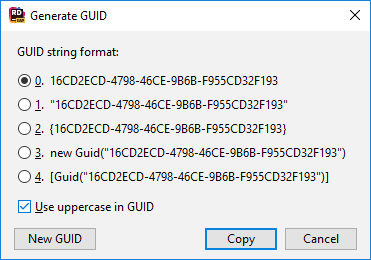 RD
EAP
Generate GUID
GUID string format:
0. 16CD2ECD-4798-46CE-9B6B-F955CD32F193
1. "16CD2ECD-4798-46CE-9B6B-F955CD32F193"
2. {16CD2ECD-4798-46CE-9B6B-F955CD32F193}
3. new Guid("16CD2ECD-4798-46CE-9B6B-F955CD32F193")
4. [Guid("16CD2ECD-4798-46CE-9B6B-F955CD32F193")]
Use uppercase in GUID
New GUID Copy Cancel